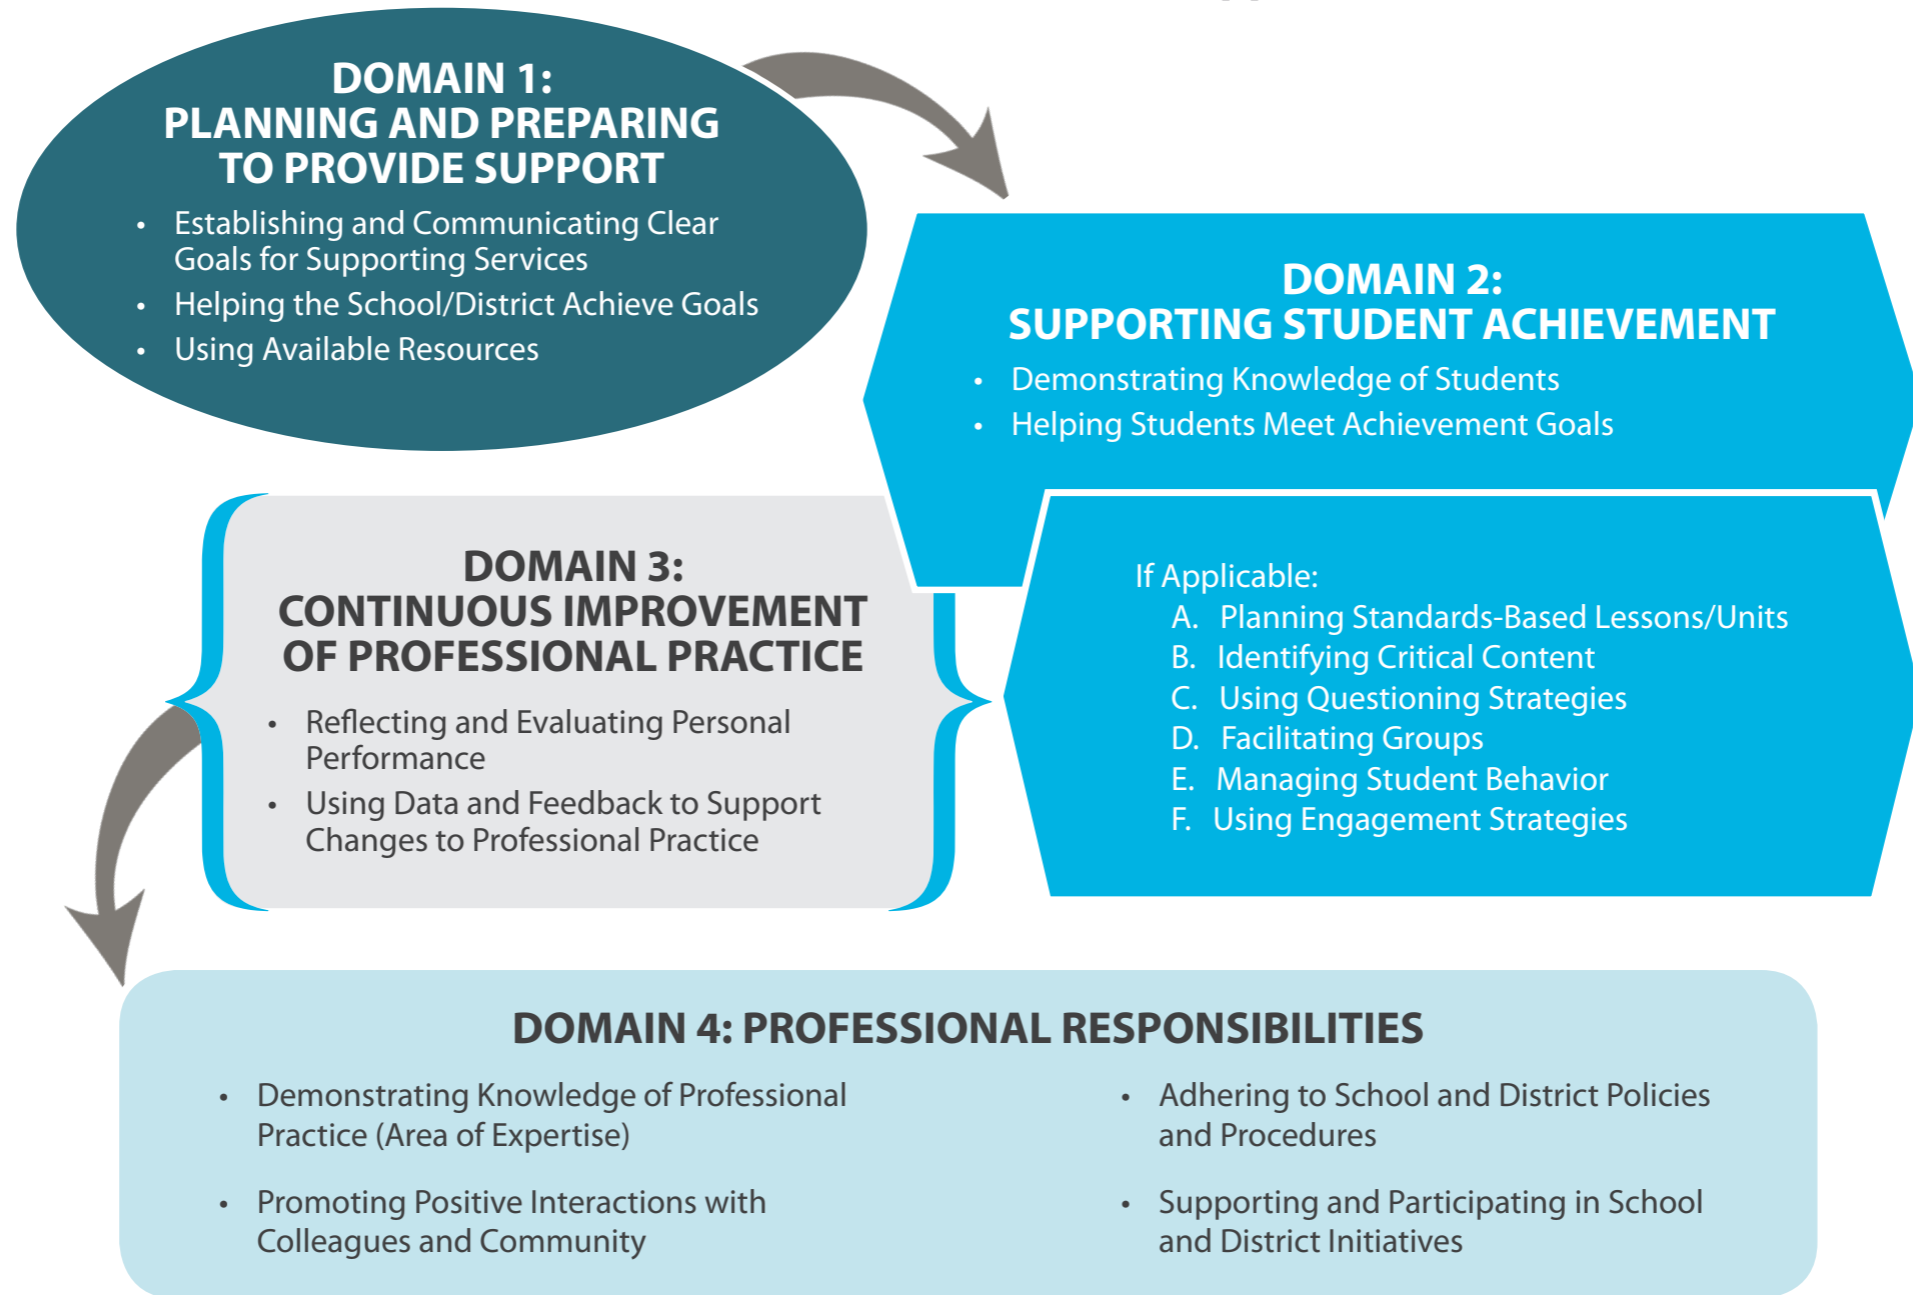 DOMAIN 1:
PLANNING AND PREPARING
TO PROVIDE SUPPORT
• Establishing and Communicating Clear
Goals for Supporting Services
• Helping the School/District Achieve Goals
• Using Available Resources
DOMAIN 2:
SUPPORTING STUDENT ACHIEVEMENT
• Demonstrating Knowledge of Students
• Helping Students Meet Achievement Goals
If Applicable:
A. Planning Standards-Based Lessons/Units
B. Identifying Critical Content
C. Using Questioning Strategies
D. Facilitating Groups
E. Managing Student Behavior
F. Using Engagement Strategies
DOMAIN 3:
CONTINUOUS IMPROVEMENT
OF PROFESSIONAL PRACTICE
• Reflecting and Evaluating Personal
Performance
• Using Data and Feedback to Support
Changes to Professional Practice
DOMAIN 4: PROFESSIONAL RESPONSIBILITIES
• Demonstrating Knowledge of Professional
Practice (Area of Expertise)
• Promoting Positive Interactions with
Colleagues and Community
• Adhering to School and District Policies
and Procedures
• Supporting and Participating in School
and District Initiatives